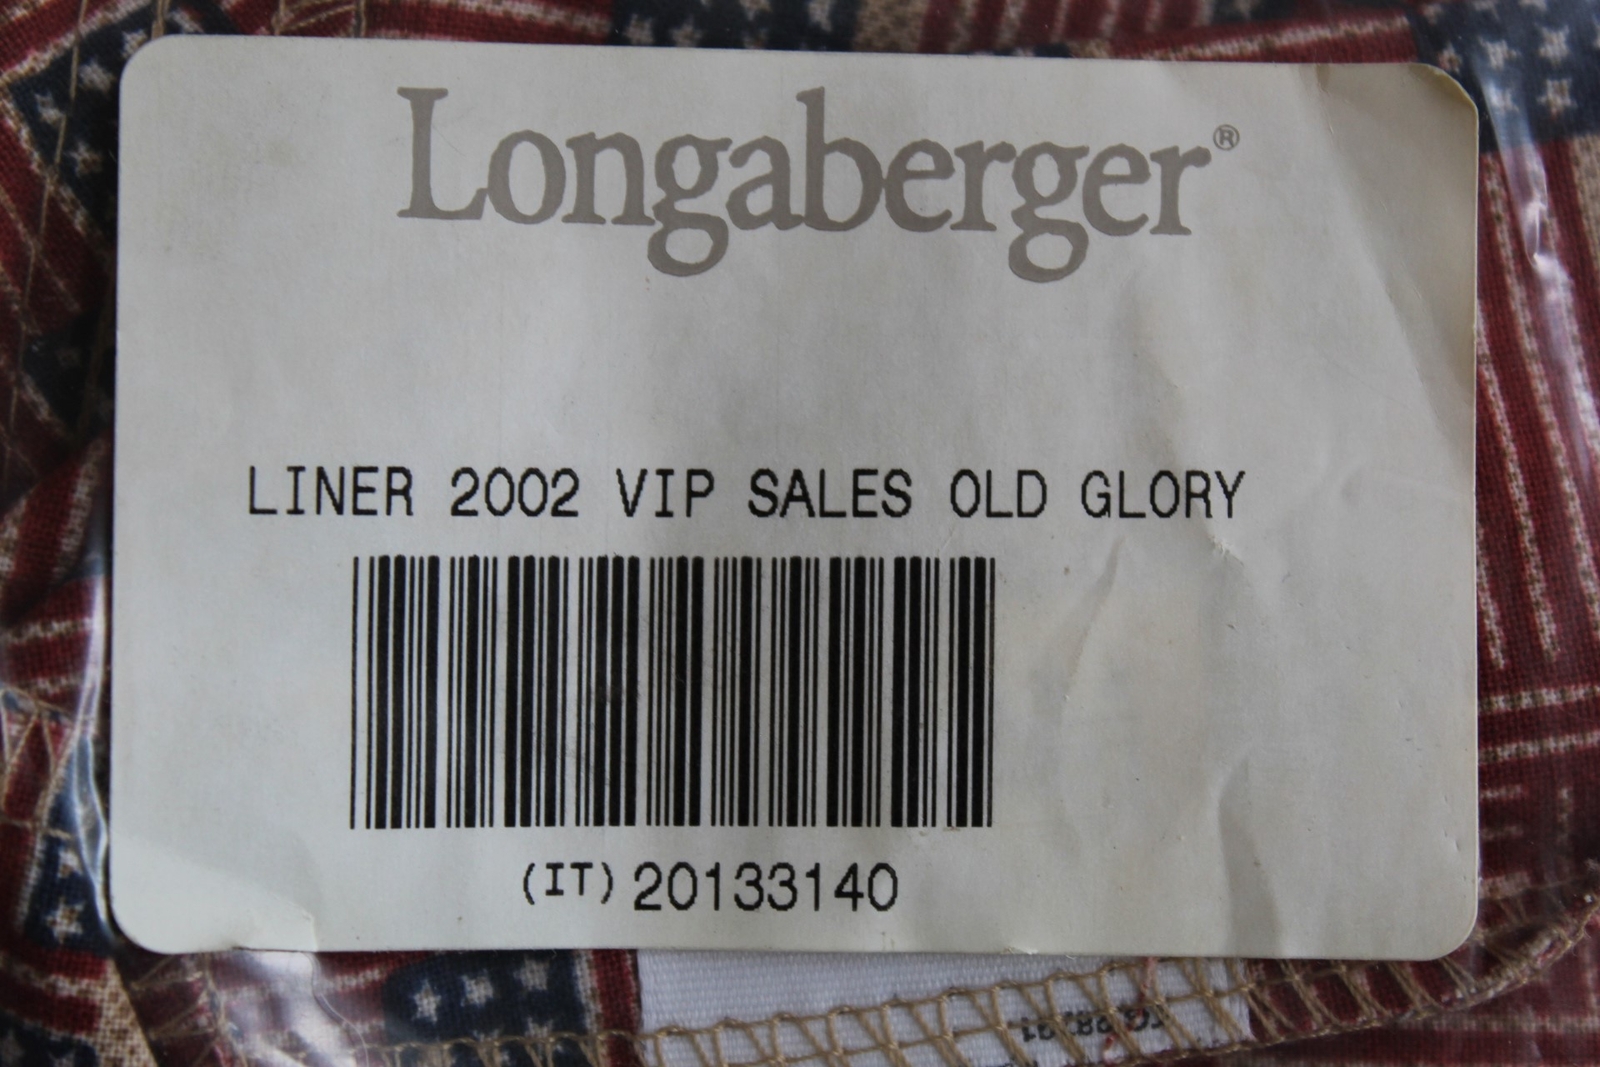 Longaberger®
LINER 2002 VIP SALES OLD GLORY
(IT) 20133140